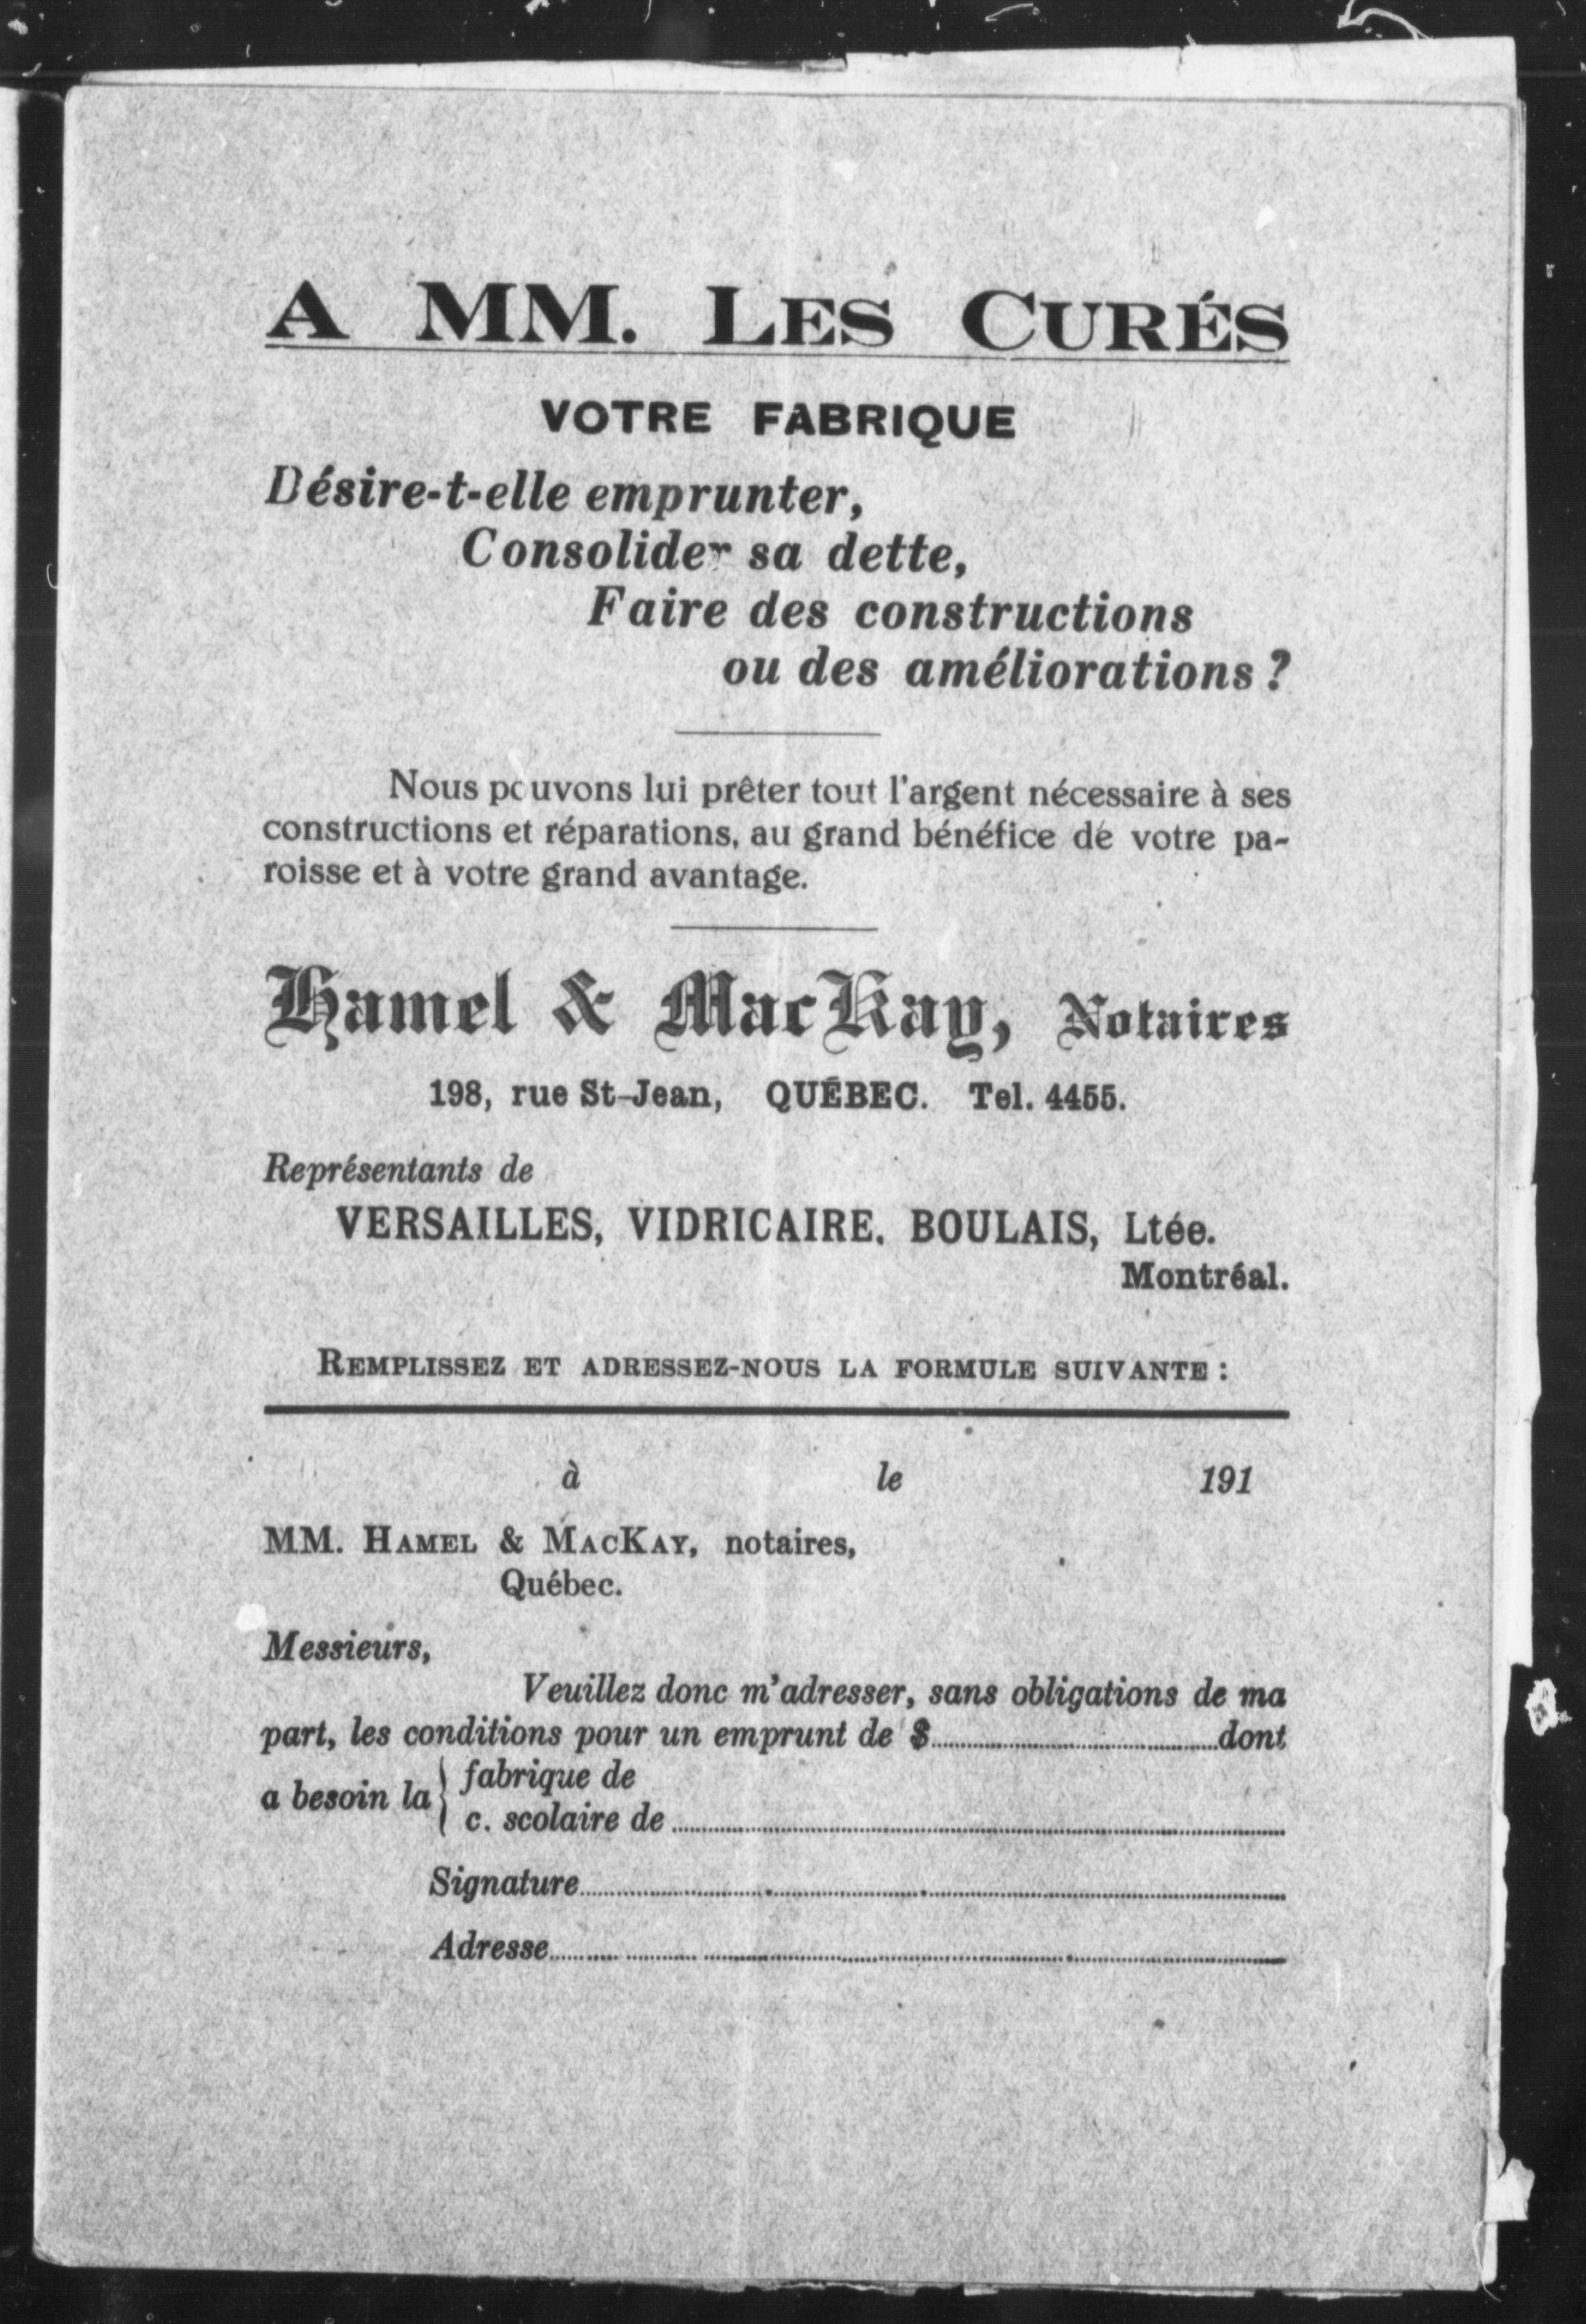 A MM. LES CURÉS
VOTRE FABRIQUE
Désire-t-elle emprunter,
Consolider sa dette,
Faire des constructions
ou des améliorations ?
Nous pouvons lui prêter tout l'argent nécessaire à ses
constructions et réparations, au grand bénéfice de votre pa-
roisse et à votre grand avantage.
Hamel & MacKay, Notaires
198, rue St-Jean, QUÉBEC. Tel. 4455.
Représentants de
VERSAILLES, VIDRICAIRE, BOULAIS, Ltée.
Montréal.
REMPLISSEZ ET ADRESSEZ-NOUS LA FORMULE SUIVANTE :
à le 191
MM. HAMEL & MACKAY, notaires,
Québec.
Messieurs,
Veuillez donc m'adresser, sans obligations de ma
part, les conditions pour un emprunt de $ dont
a besoin la { fabrique de
c. scolaire de
Signature
Adresse